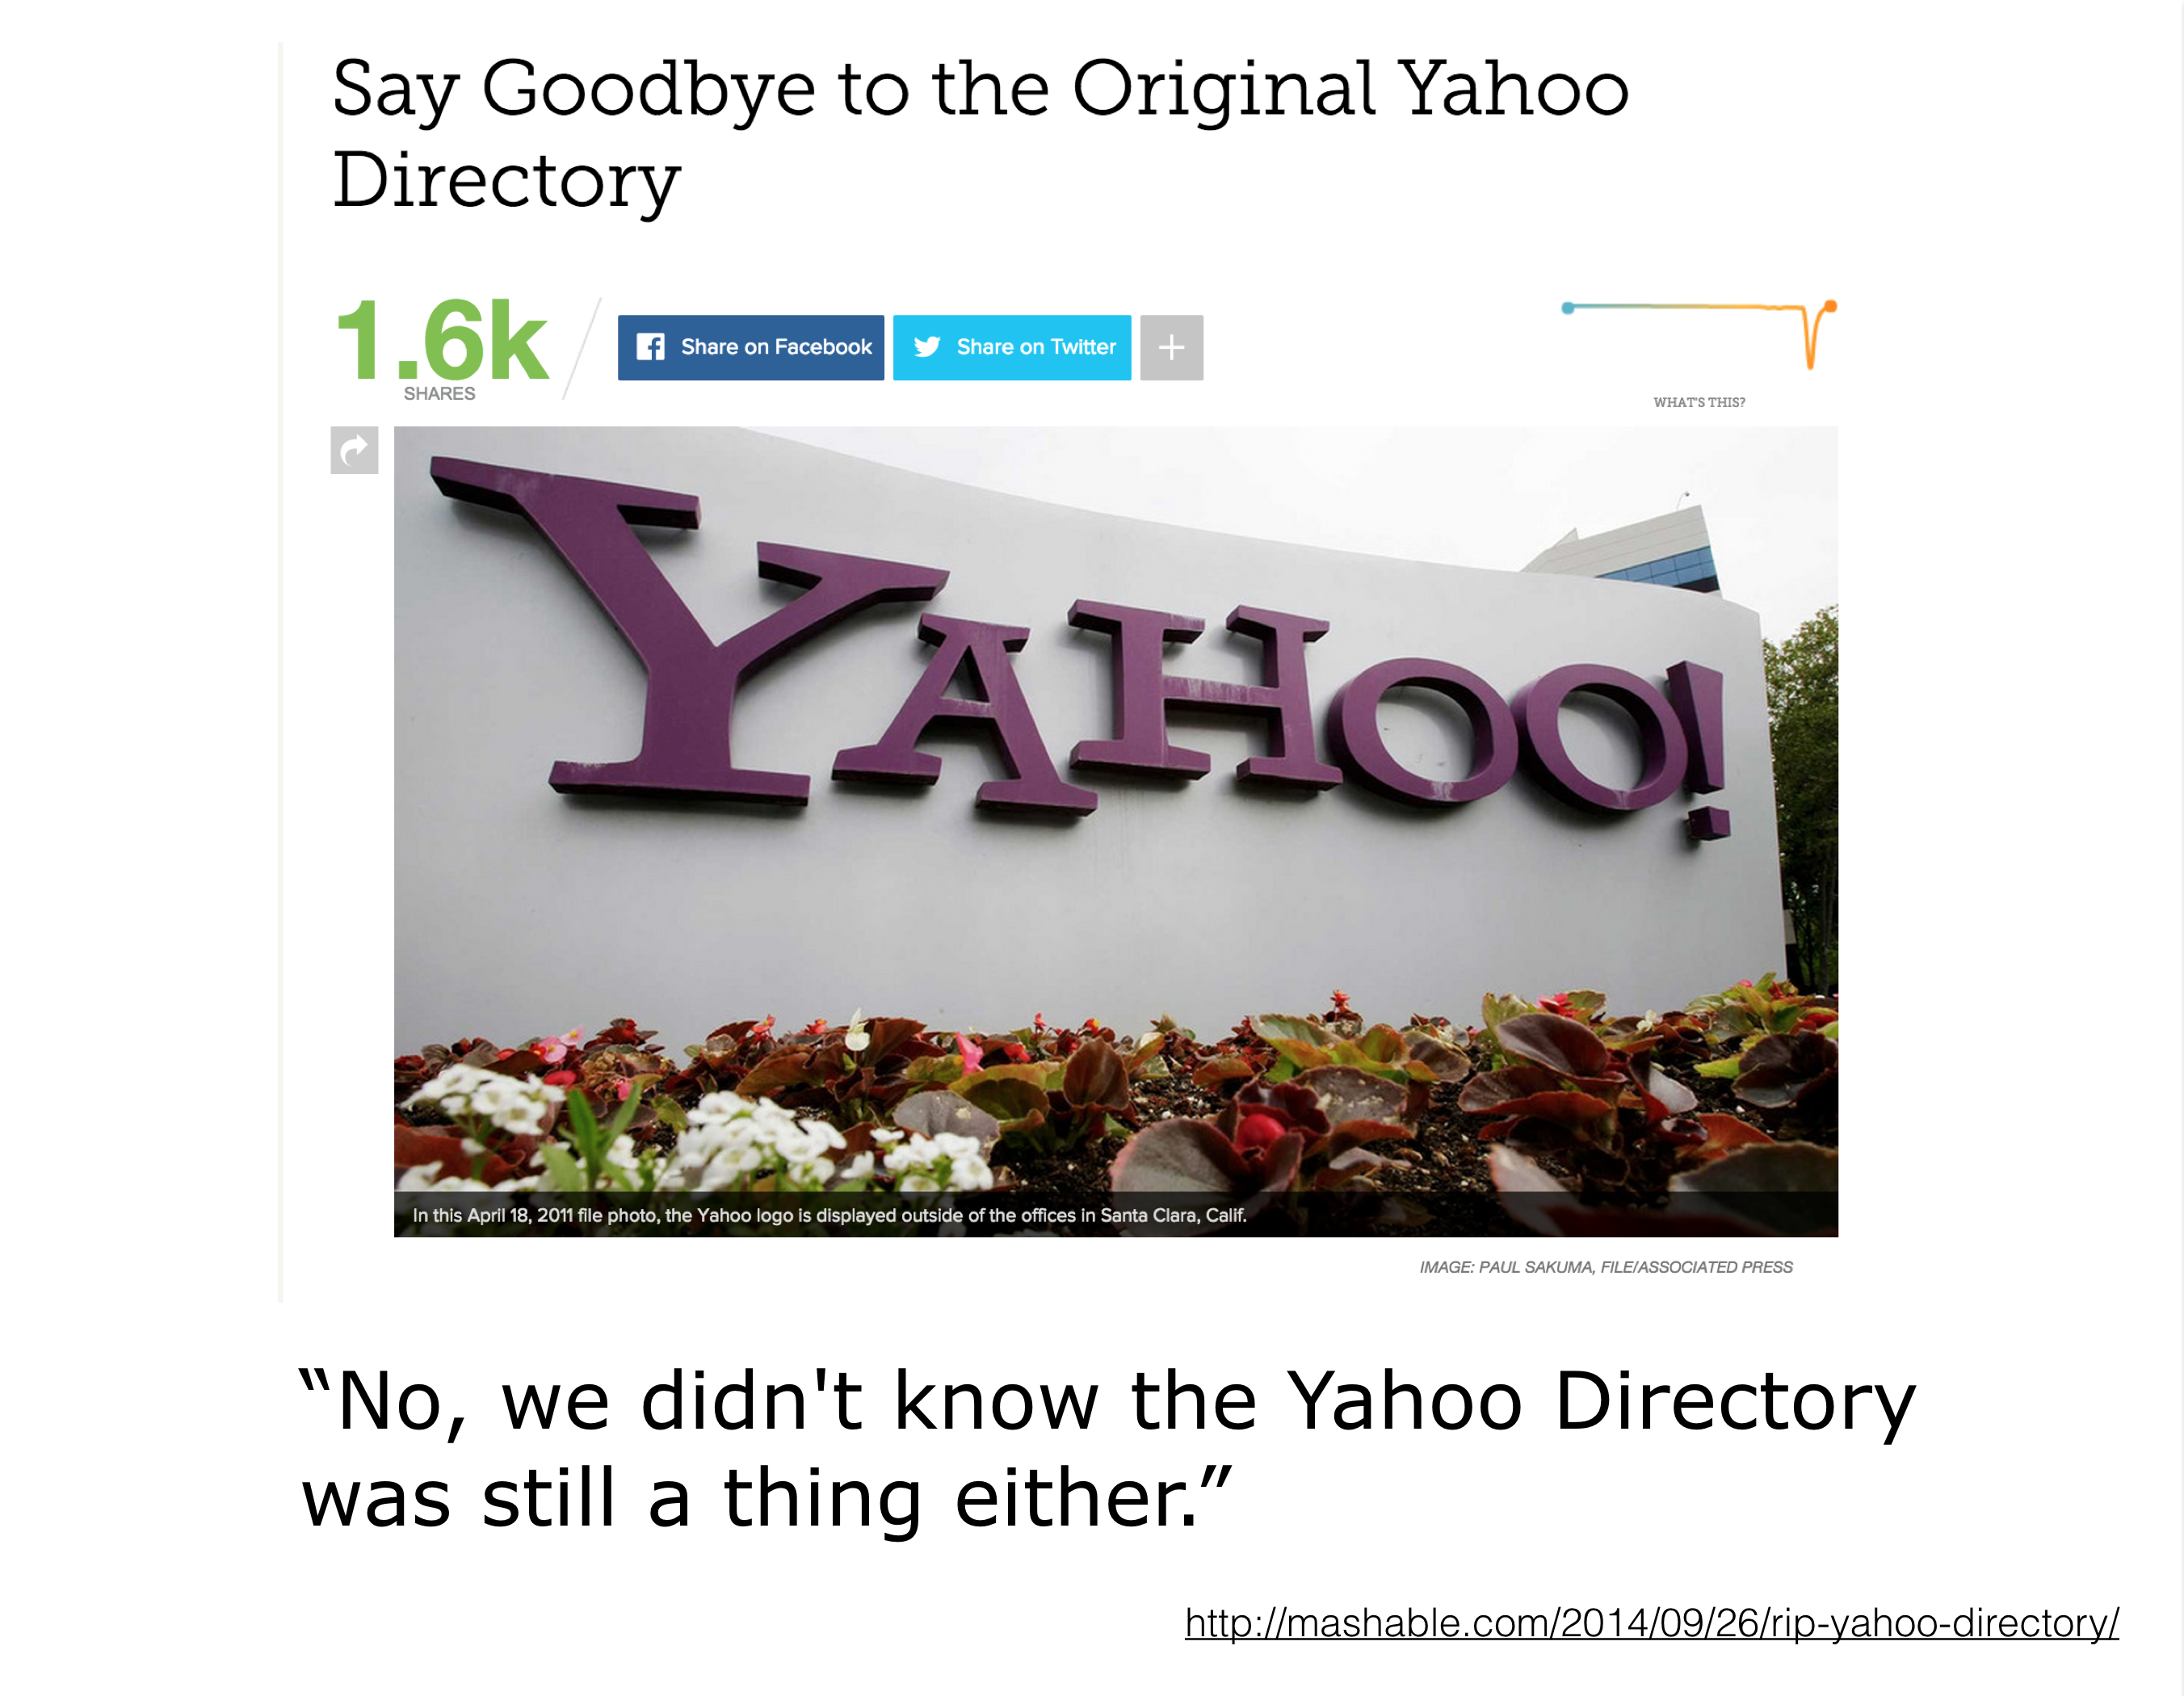 Say Goodbye to the Original Yahoo
Directory
1.6k
SHARES
Share on Facebook
Share on Twitter
+
WHAT'S THIS?
YAHOO!
In this April 18, 2011 file photo, the Yahoo logo is displayed outside of the offices in Santa Clara, Calif.
IMAGE: PAUL SAKUMA, FILE/ASSOCIATED PRESS
“No, we didn't know the Yahoo Directory
was still a thing either.”
http://mashable.com/2014/09/26/rip-yahoo-directory/